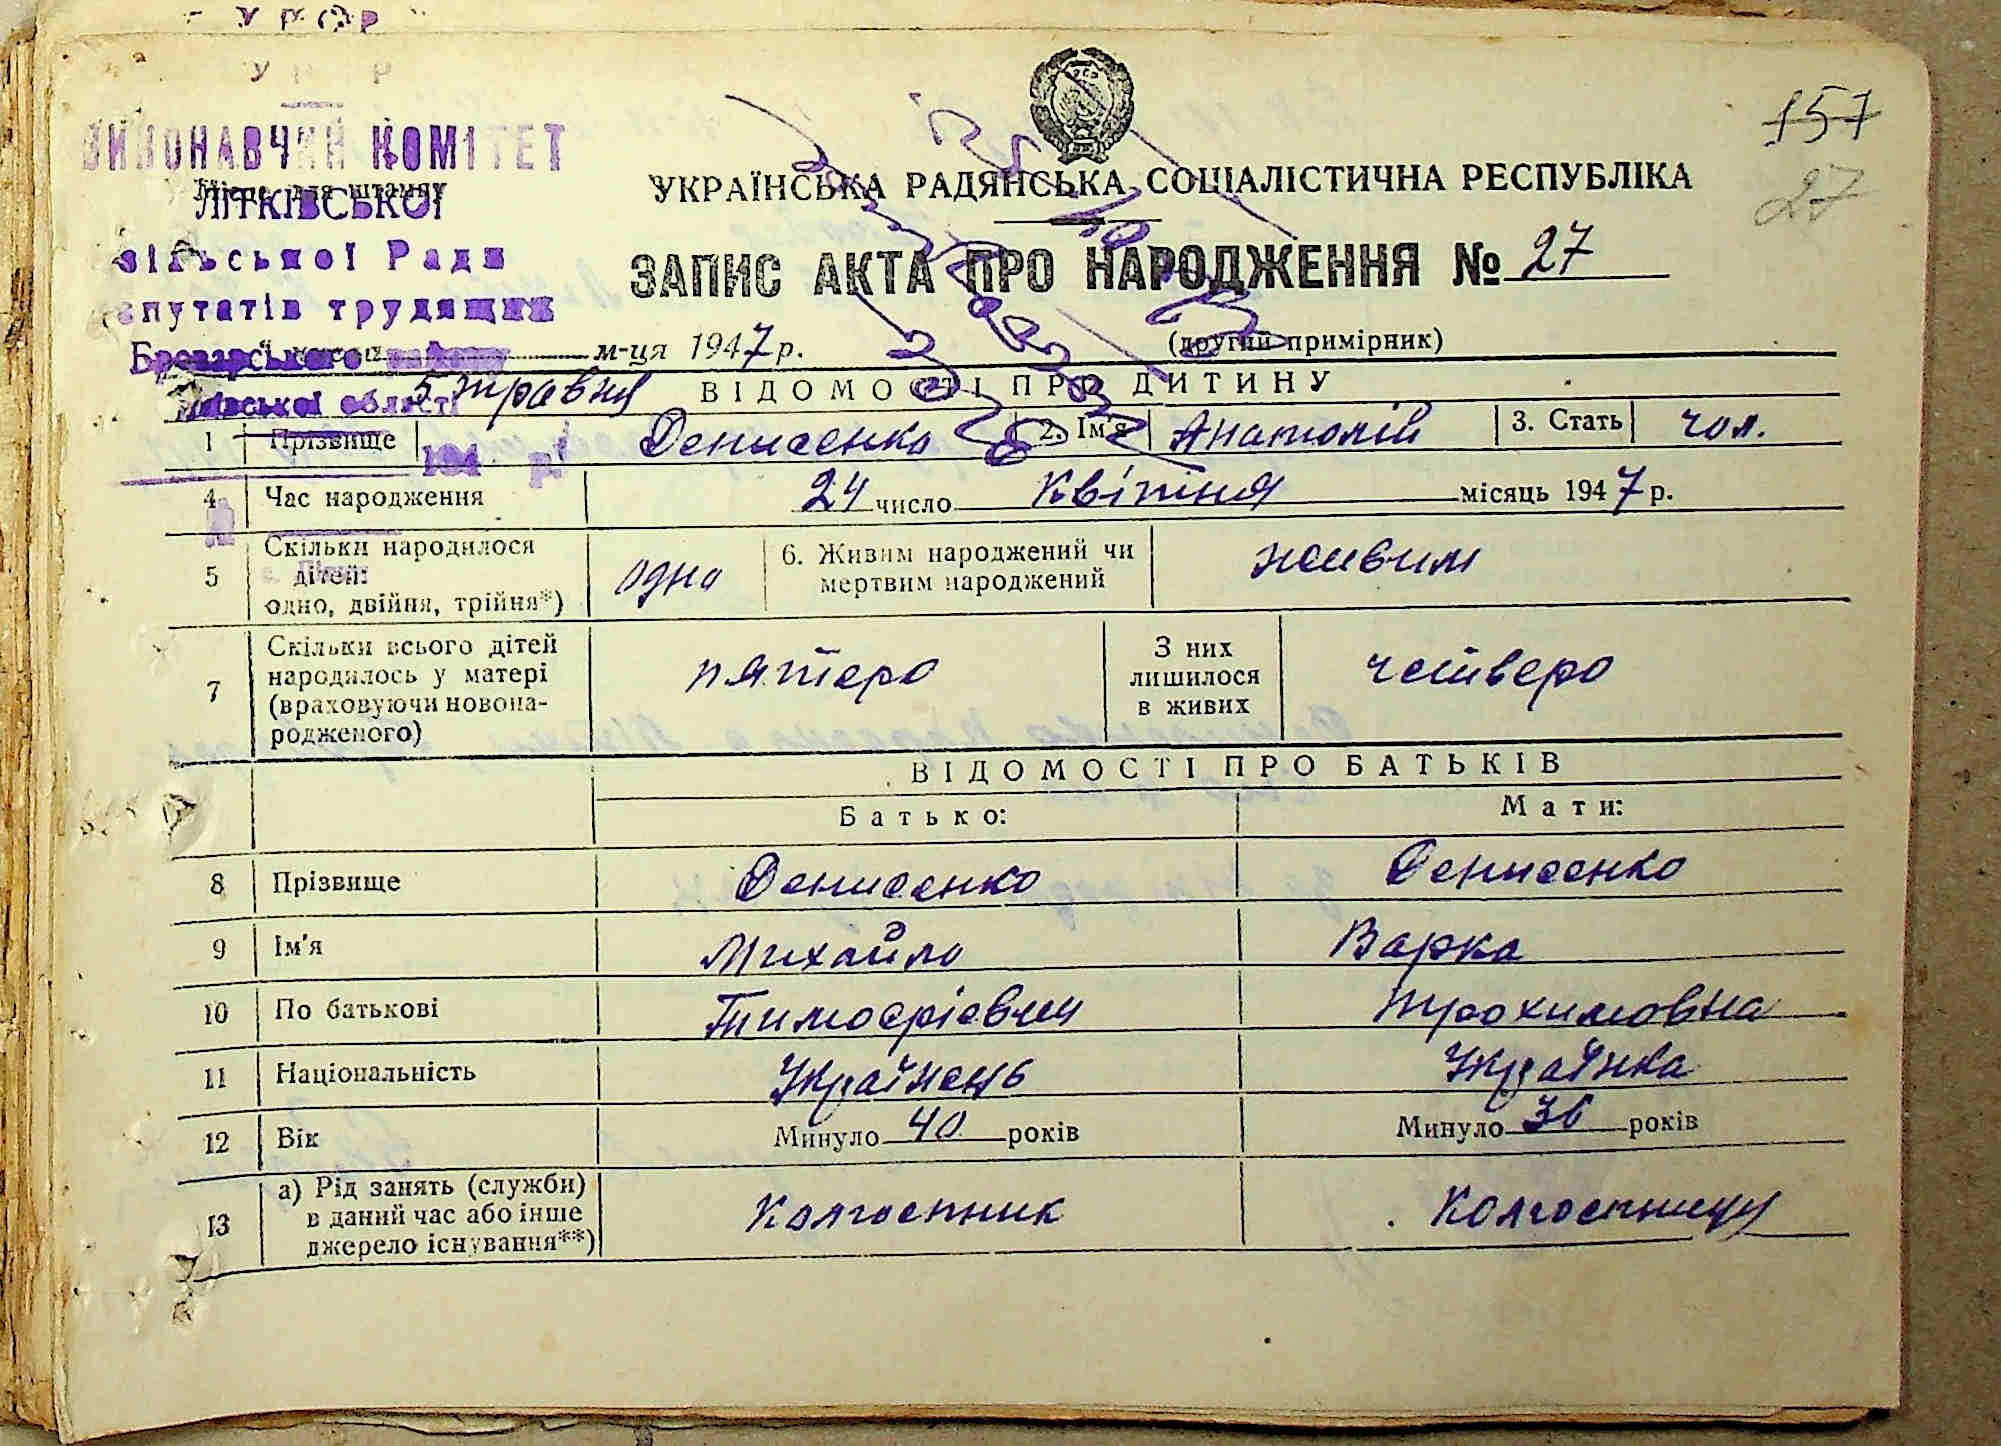 УРСР
ВИКОНАВЧИЙ КОМІТЕТ
Місце для штампу
ЛІТКІВСЬКОЇ
сільської Ради
депутатів трудящих
Броварського району
Київської області
194 р.
157
27
УКРАЇНСЬКА РАДЯНСЬКА СОЦІАЛІСТИЧНА РЕСПУБЛІКА
ЗАПИС АКТА ПРО НАРОДЖЕННЯ № 27
(другий примірник)
5 травня м-ця 1947 р.
ВІДОМОСТІ ПРО ДИТИНУ
1 Прізвище Денисенко 2. Ім'я Анатолій 3. Стать чол.
4 Час народження 24 число квітня місяць 1947 р.
5 Скільки народилося дітей: одно, двійня, трійня*) одно 6. Живим народжений чи мертвим народжений живим
7 Скільки всього дітей народилось у матері (враховуючи новонародженого) пятеро З них лишилося в живих четверо
ВІДОМОСТІ ПРО БАТЬКІВ
Батько: Мати:
8 Прізвище Денисенко Денисенко
9 Ім'я Михайло Варка
10 По батькові Тимофієвич Трохимовна
11 Національність Українець Українка
12 Вік Минуло 40 років Минуло 36 років
13 а) Рід занять (служби) в даний час або інше джерело існування**) Колгоспник Колгоспницу